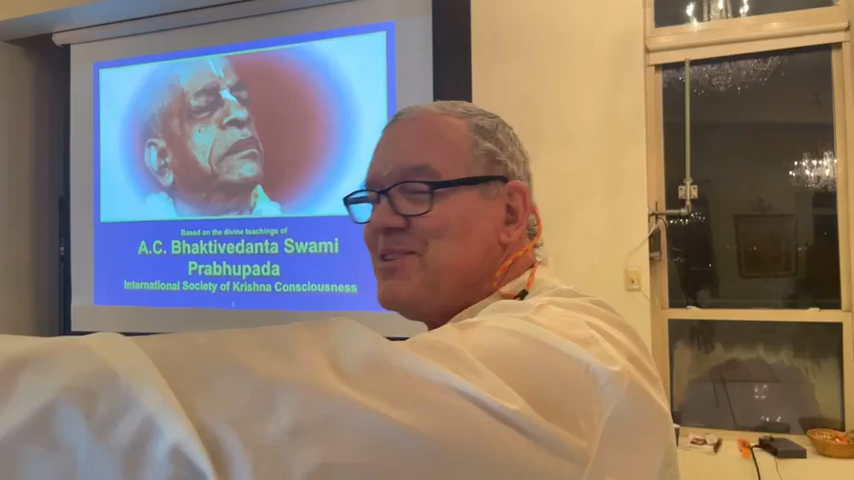 Based on the divine teachings of
A.C. Bhaktivedanta Swami
Prabhupada
International Society of Krishna Consciousness